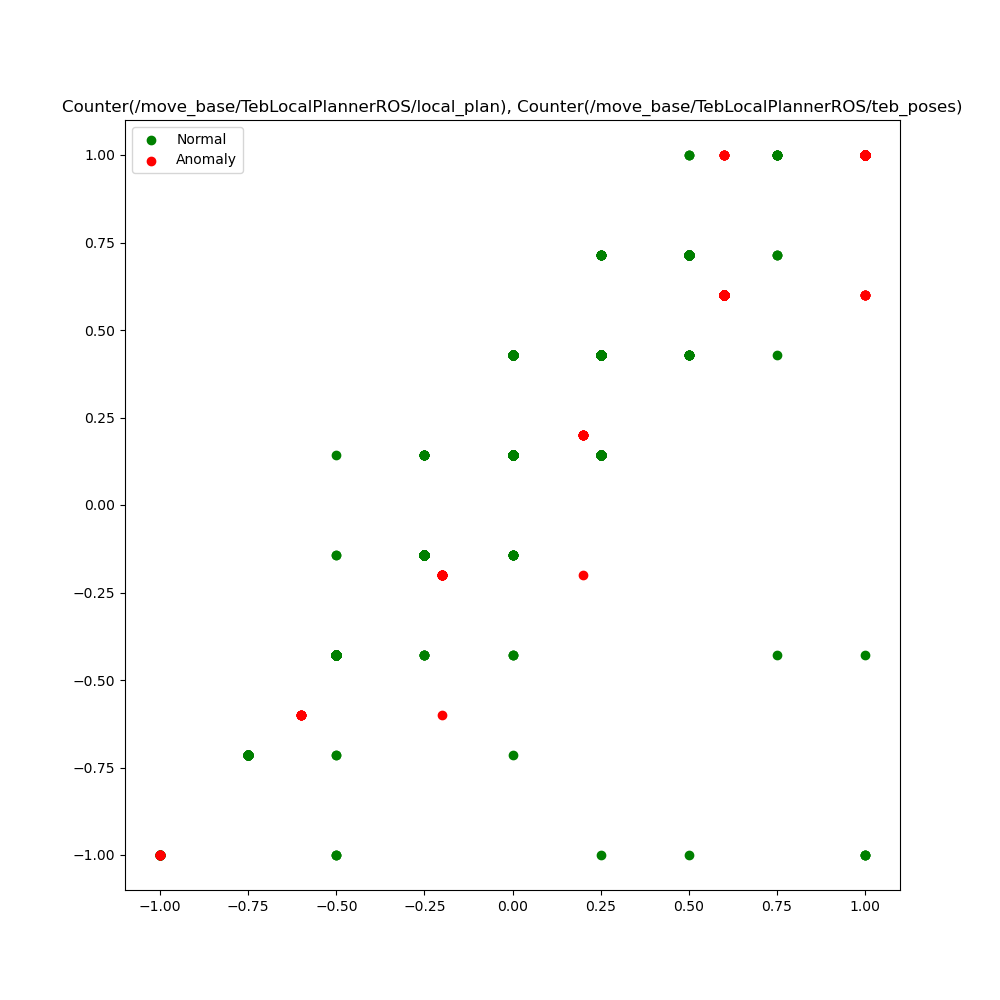 Counter(/move_base/TebLocalPlannerROS/local_plan), Counter(/move_base/TebLocalPlannerROS/teb_poses)
Normal
Anomaly
1.00
0.75
0.50
0.25
0.00
−0.25
−0.50
−0.75
−1.00
−1.00 −0.75 −0.50 −0.25 0.00 0.25 0.50 0.75 1.00